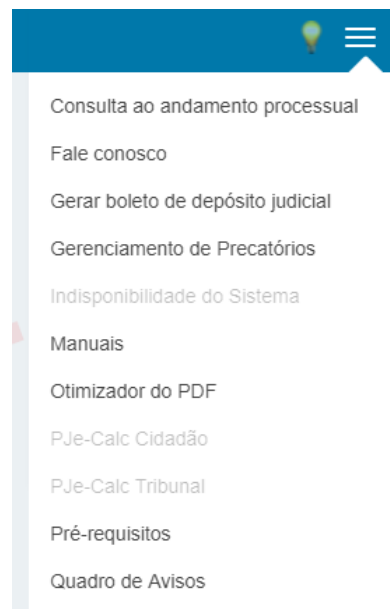 Consulta ao andamento processual
Fale conosco
Gerar boleto de depósito judicial
Gerenciamento de Precatórios
Indisponibilidade do Sistema
Manuais
Otimizador do PDF
PJe-Calc Cidadão
PJe-Calc Tribunal
Pré-requisitos
Quadro de Avisos